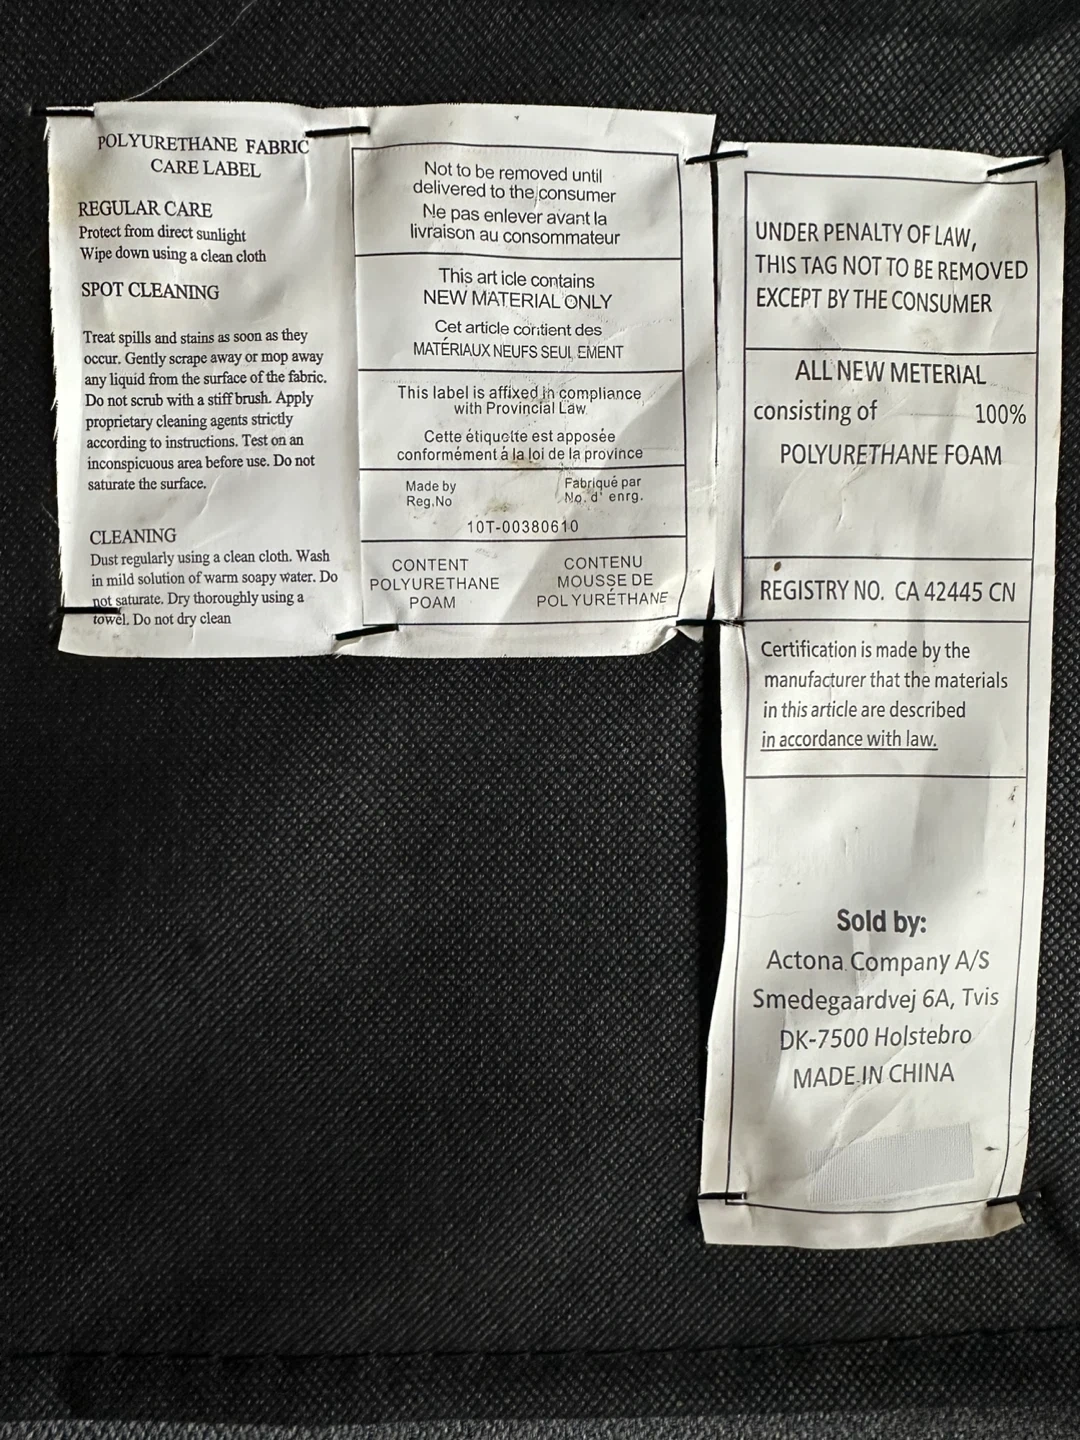 POLYURETHANE FABRIC
CARE LABEL
REGULAR CARE
Protect from direct sunlight
Wipe down using a clean cloth
SPOT CLEANING
Treat spills and stains as soon as they
occur. Gently scrape away or mop away
any liquid from the surface of the fabric.
Do not scrub with a stiff brush. Apply
proprietary cleaning agents strictly
according to instructions. Test on an
inconspicuous area before use. Do not
saturate the surface.
CLEANING
Dust regularly using a clean cloth. Wash
in mild solution of warm soapy water. Do
not saturate. Dry thoroughly using a
towel. Do not dry clean
Not to be removed until
delivered to the consumer
Ne pas enlever avant la
livraison au consommateur
This art icle contains
NEW MATERIAL ONLY
Cet article contient des
MATÉRIAUX NEUFS SEUL EMENT
This label is affixed in compliance
with Provincial Law
Cette étiquette est apposée
conformément á la loi de la province
Made by Fabriqué par
Reg.No No. d' enrg.
10T-00380610
CONTENT CONTENU
POLYURETHANE MOUSSE DE
POAM POLYURÉTHANE
UNDER PENALTY OF LAW,
THIS TAG NOT TO BE REMOVED
EXCEPT BY THE CONSUMER
ALL NEW METERIAL
consisting of 100%
POLYURETHANE FOAM
REGISTRY NO. CA 42445 CN
Certification is made by the
manufacturer that the materials
in this article are described
in accordance with law.
Sold by:
Actona Company A/S
Smedegaardvej 6A, Tvis
DK-7500 Holstebro
MADE IN CHINA